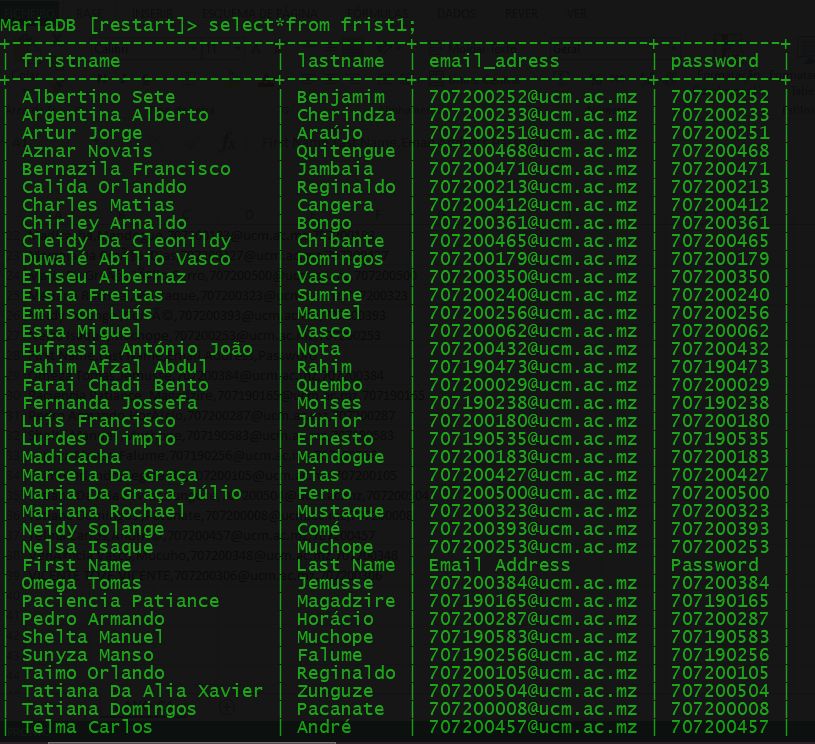 MariaDB [restart]> select*from frist1;
+-----------------------+-----------+--------------------+----------+
| fristname | lastname | email_adress | password |
+-----------------------+-----------+--------------------+----------+
| Albertino Sete | Benjamim | 707200252@ucm.ac.mz | 707200252 |
| Argentina Alberto | Cherindza | 707200233@ucm.ac.mz | 707200233 |
| Artur Jorge | Araújo | 707200251@ucm.ac.mz | 707200251 |
| Aznar Novais | Quitengue | 707200468@ucm.ac.mz | 707200468 |
| Bernazila Francisco | Jambaia | 707200471@ucm.ac.mz | 707200471 |
| Calida Orlanddo | Reginaldo | 707200213@ucm.ac.mz | 707200213 |
| Charles Matias | Cangera | 707200412@ucm.ac.mz | 707200412 |
| Chirley Arnaldo | Bongo | 707200361@ucm.ac.mz | 707200361 |
| Cleidy Da Cleonildy | Chibante | 707200465@ucm.ac.mz | 707200465 |
| Duwalé Abílio Vasco | Domingos | 707200179@ucm.ac.mz | 707200179 |
| Eliseu Albernaz | Vasco | 707200350@ucm.ac.mz | 707200350 |
| Elsia Freitas | Sumine | 707200240@ucm.ac.mz | 707200240 |
| Emilson Luís | Manuel | 707200256@ucm.ac.mz | 707200256 |
| Esta Miguel | Vasco | 707200062@ucm.ac.mz | 707200062 |
| Eufrasia António João | Nota | 707200432@ucm.ac.mz | 707200432 |
| Fahim Afzal Abdul | Rahim | 707190473@ucm.ac.mz | 707190473 |
| Farai Chadi Bento | Quembo | 707200029@ucm.ac.mz | 707200029 |
| Fernanda Jossefa | Moises | 707190238@ucm.ac.mz | 707190238 |
| Luís Francisco | Júnior | 707200180@ucm.ac.mz | 707200180 |
| Lurdes Olimpio | Ernesto | 707190535@ucm.ac.mz | 707190535 |
| Madicacha | Mandogue | 707200183@ucm.ac.mz | 707200183 |
| Marcela Da Graça | Dias | 707200427@ucm.ac.mz | 707200427 |
| Maria Da Graça Júlio | Ferro | 707200500@ucm.ac.mz | 707200500 |
| Mariana Rochael | Mustaque | 707200323@ucm.ac.mz | 707200323 |
| Neidy Solange | Comé | 707200393@ucm.ac.mz | 707200393 |
| Nelsa Isaque | Muchope | 707200253@ucm.ac.mz | 707200253 |
| First Name | Last Name | Email Address | Password |
| Omega Tomas | Jemusse | 707200384@ucm.ac.mz | 707200384 |
| Paciencia Patiance | Magadzire | 707190165@ucm.ac.mz | 707190165 |
| Pedro Armando | Horácio | 707200287@ucm.ac.mz | 707200287 |
| Shelta Manuel | Muchope | 707190583@ucm.ac.mz | 707190583 |
| Sunyza Manso | Falume | 707190256@ucm.ac.mz | 707190256 |
| Taimo Orlando | Reginaldo | 707200105@ucm.ac.mz | 707200105 |
| Tatiana Da Alia Xavier | Zunguze | 707200504@ucm.ac.mz | 707200504 |
| Tatiana Domingos | Pacanate | 707200008@ucm.ac.mz | 707200008 |
| Telma Carlos | André | 707200457@ucm.ac.mz | 707200457 |